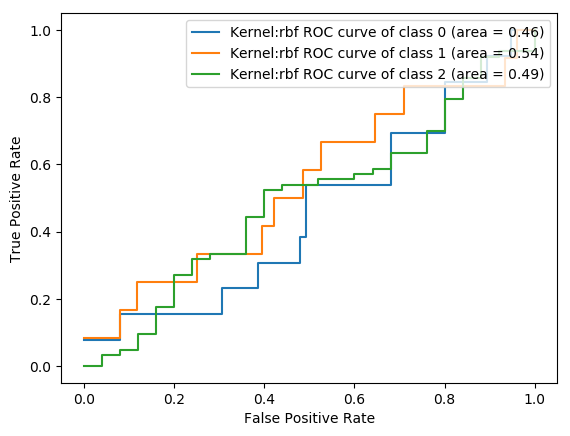 Kernel:rbf ROC curve of class 0 (area = 0.46)
Kernel:rbf ROC curve of class 1 (area = 0.54)
Kernel:rbf ROC curve of class 2 (area = 0.49)
1.0
0.8
0.6
0.4
0.2
0.0
True Positive Rate
0.0 0.2 0.4 0.6 0.8 1.0
False Positive Rate